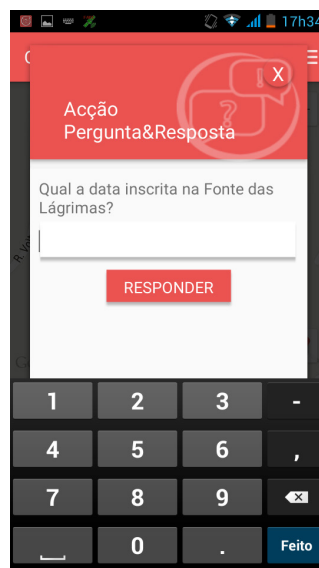 17h34
X
Acção
Pergunta&Resposta
Qual a data inscrita na Fonte das
Lágrimas?
RESPONDER
1 2 3 -
4 5 6 ,
7 8 9
0 . Feito